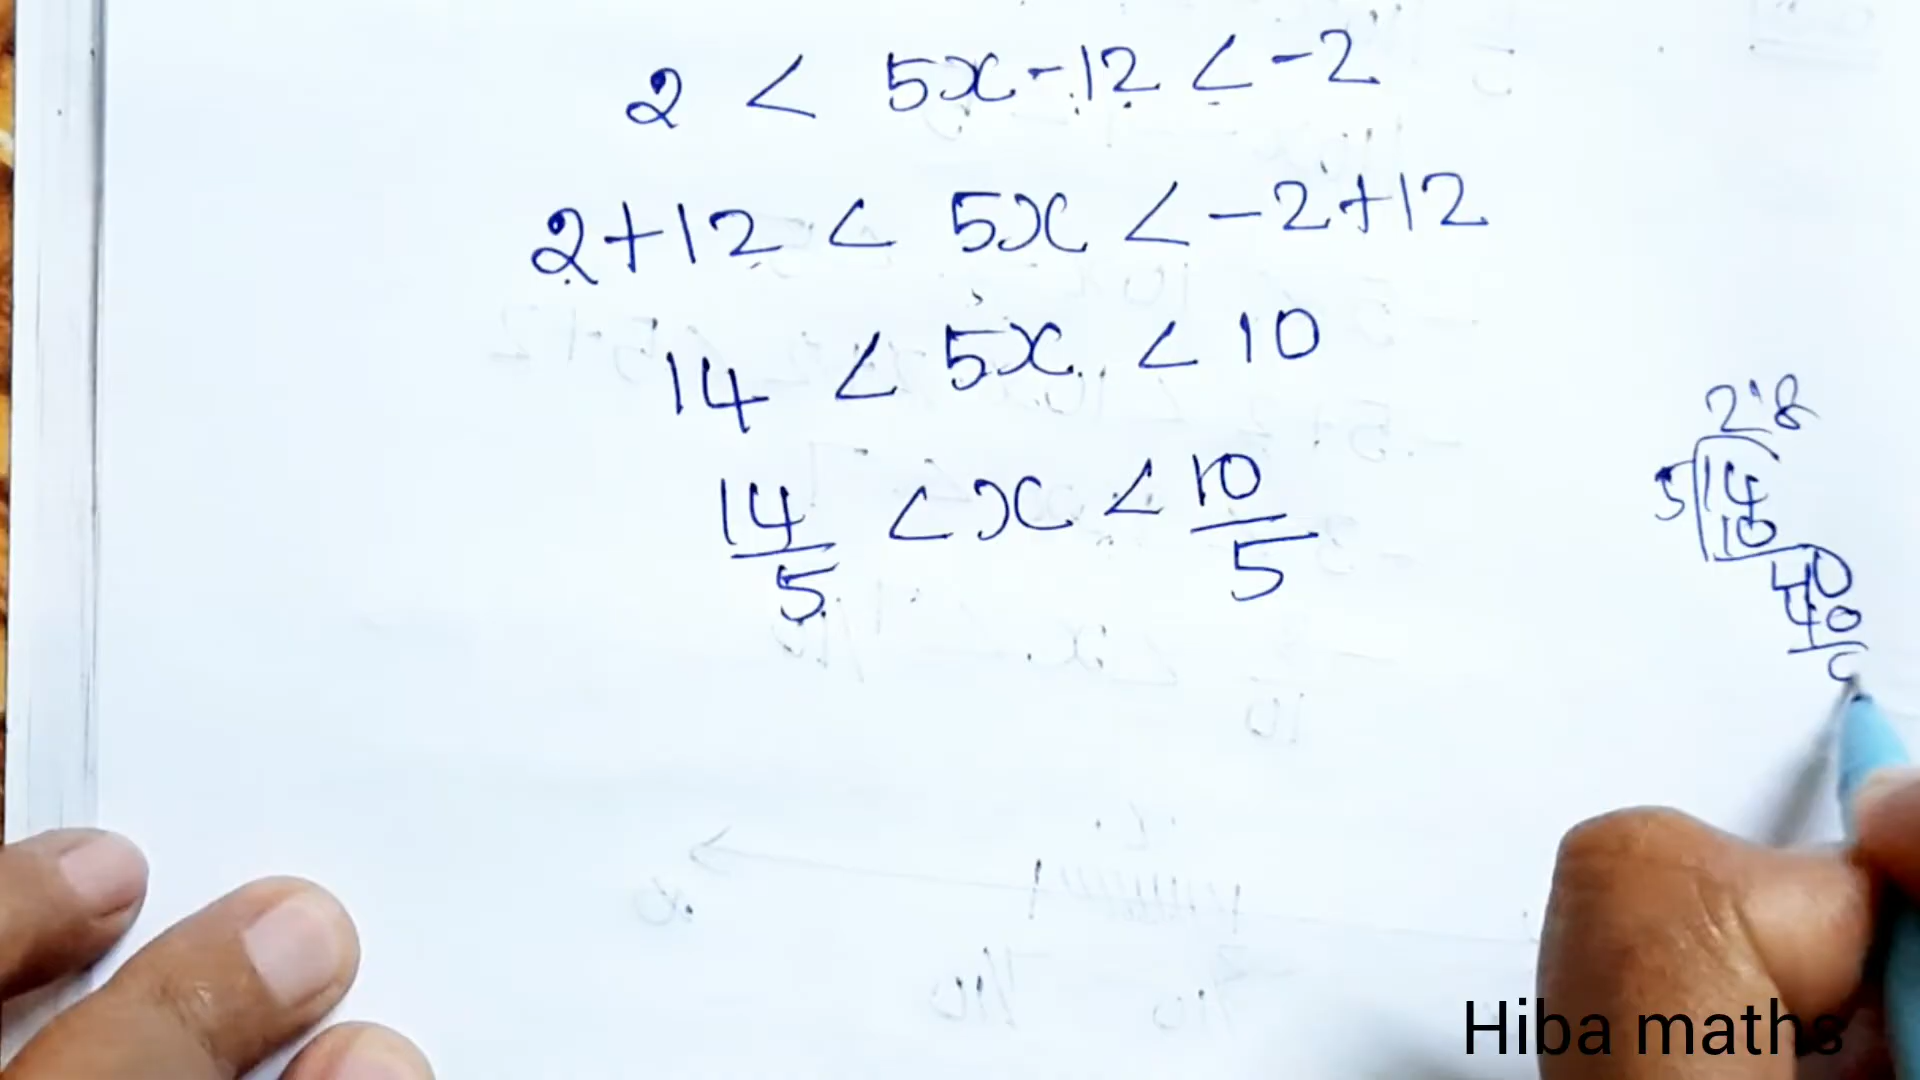 2 < 5x-12 < -2
2+12 < 5x < -2+12
14 < 5x < 10
14/5 < x < 10/5
2.8
5 14
10
40
40
0
Hiba maths